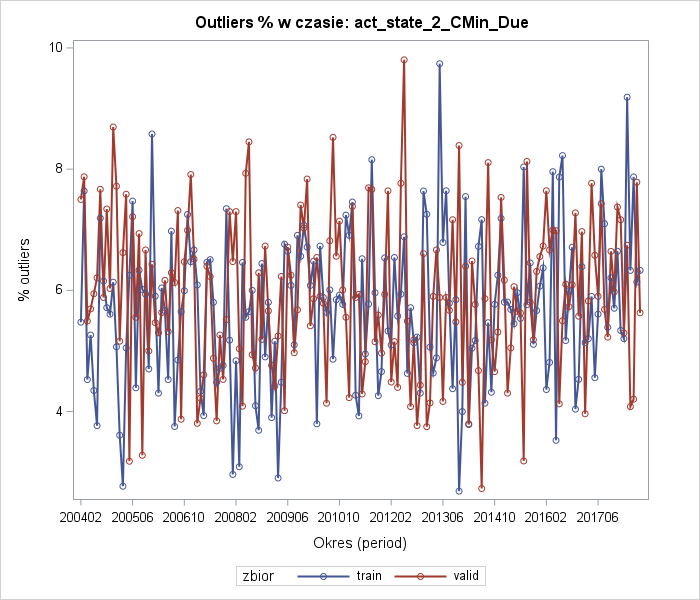 Outliers % w czasie: act_state_2_CMin_Due
10
8
6
4
% outliers
200402 200506 200610 200802 200906 201010 201202 201306 201410 201602 201706
Okres (period)
zbior train valid